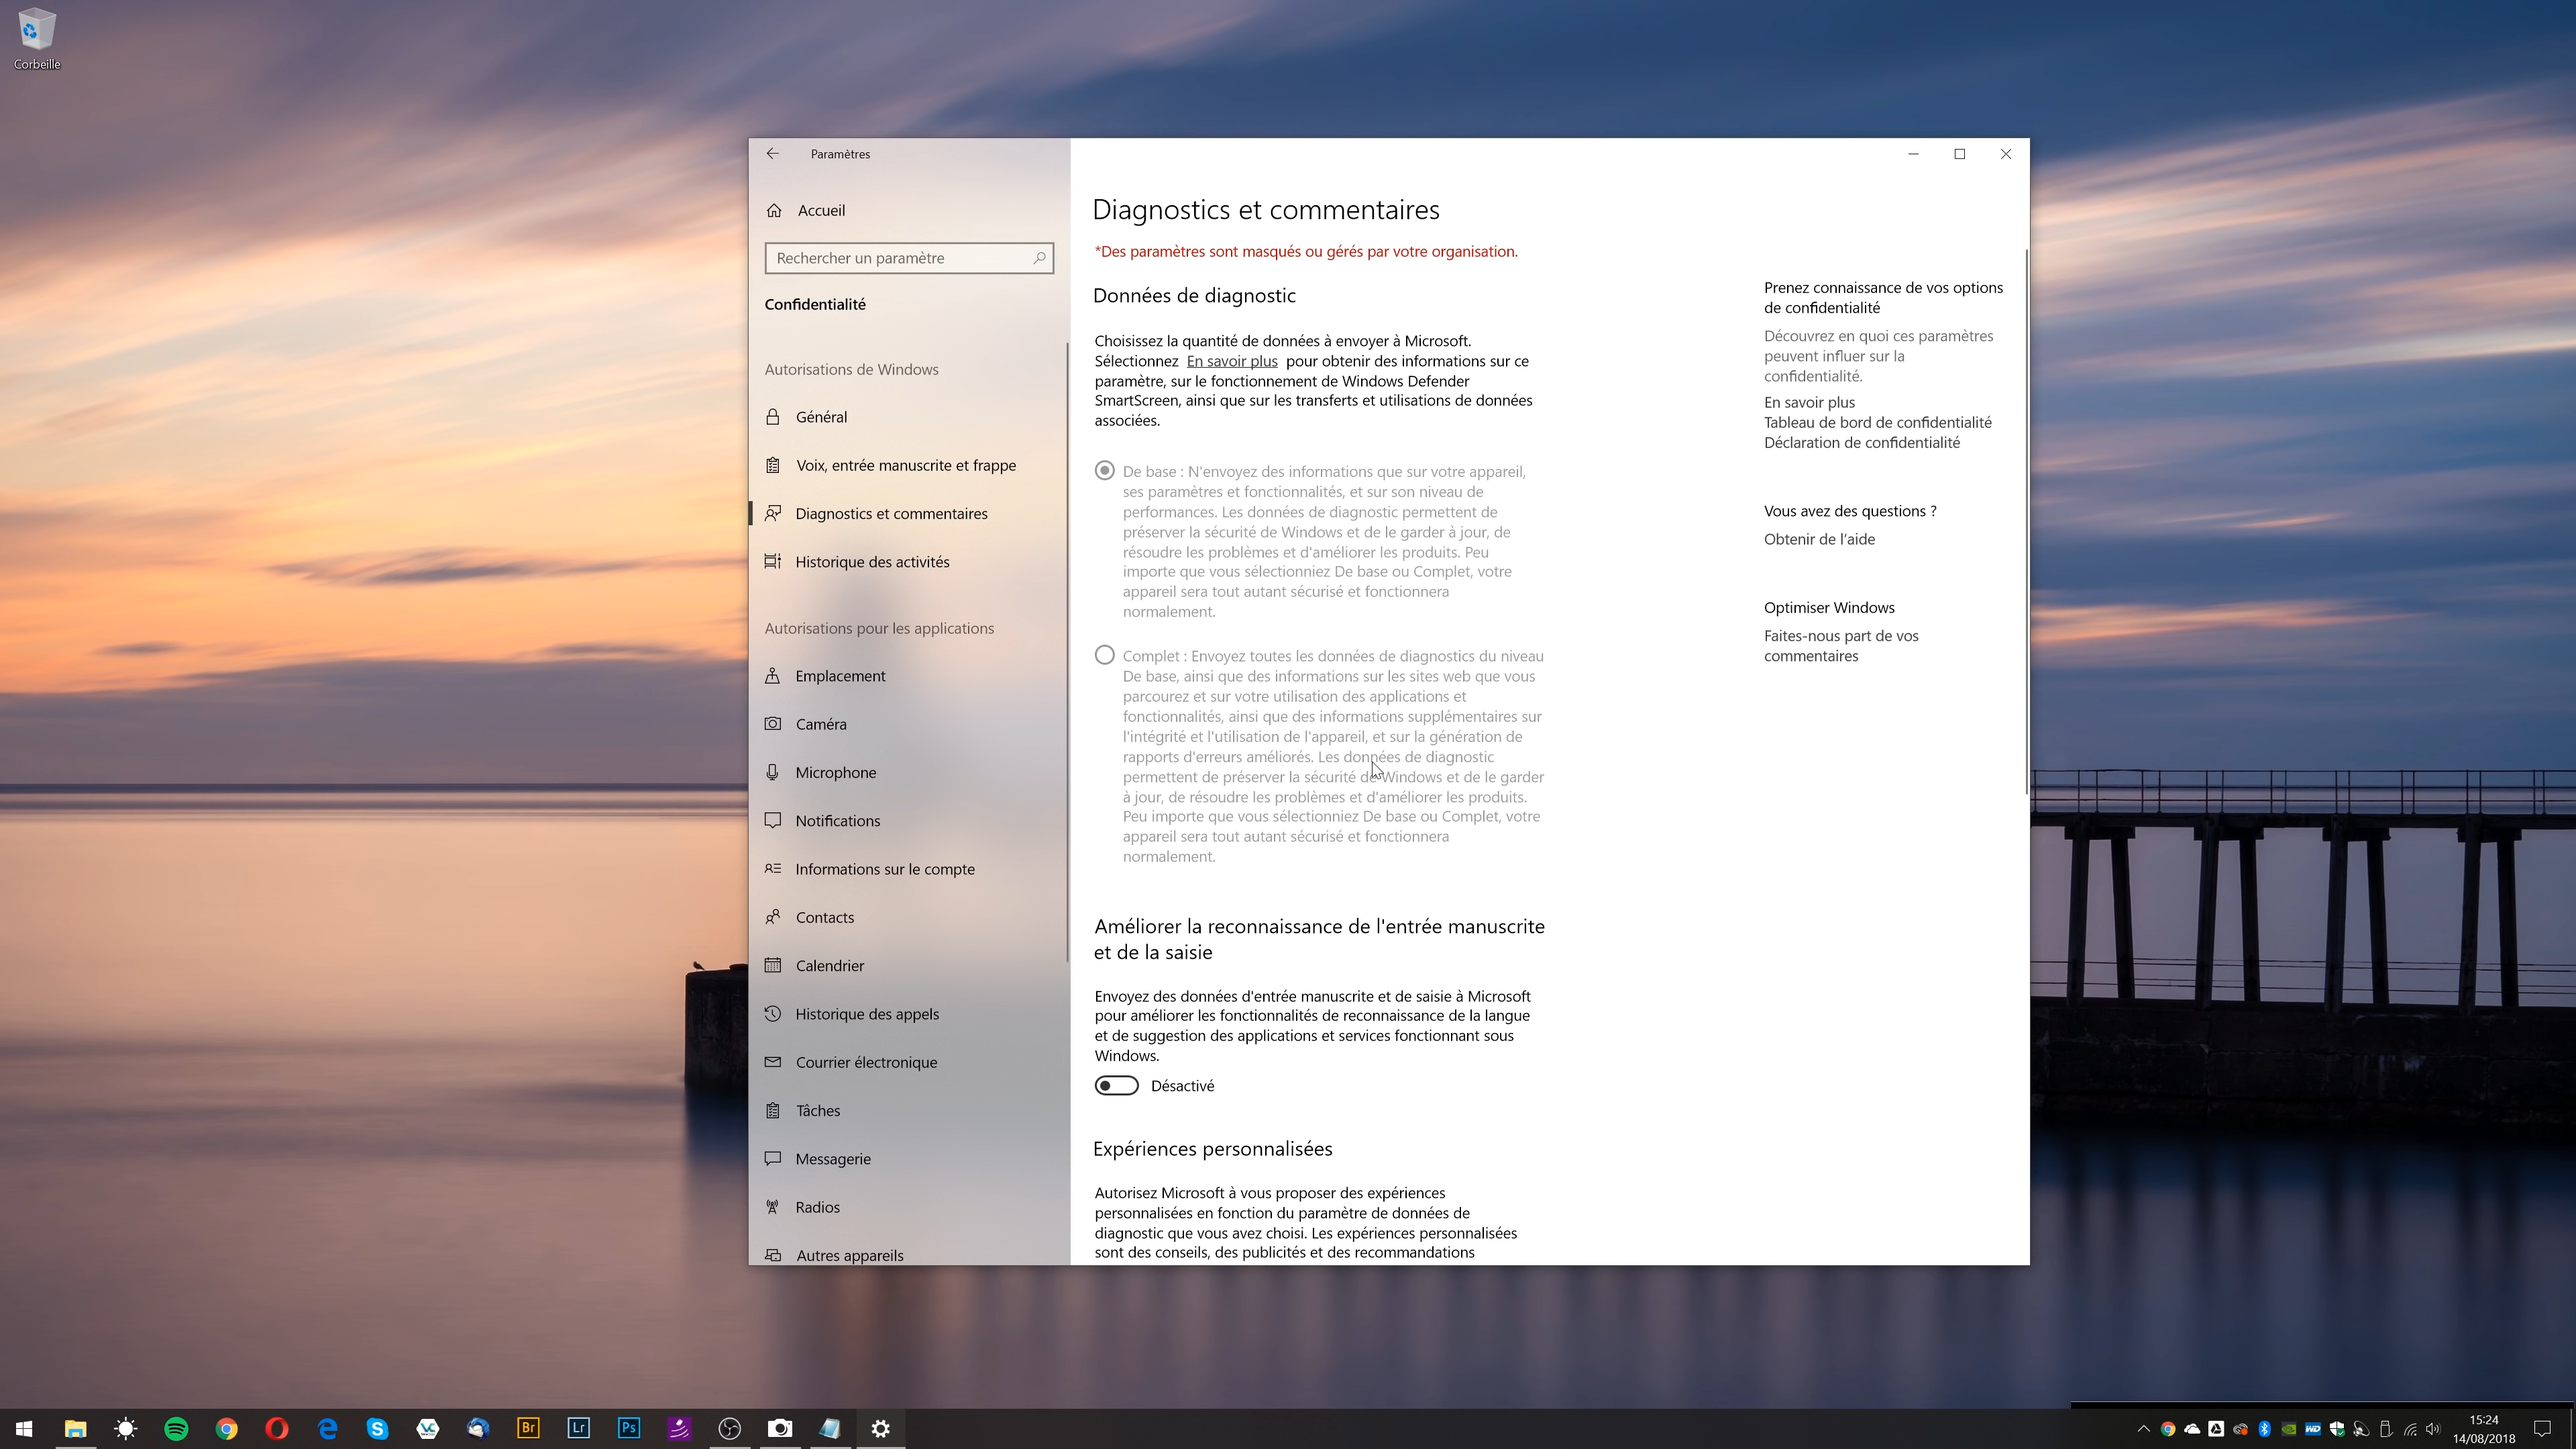 Corbeille
Paramètres
Accueil
Rechercher un paramètre
Confidentialité
Autorisations de Windows
Général
Voix, entrée manuscrite et frappe
Diagnostics et commentaires
Historique des activités
Autorisations pour les applications
Emplacement
Caméra
Microphone
Notifications
Informations sur le compte
Contacts
Calendrier
Historique des appels
Courrier électronique
Tâches
Messagerie
Radios
Autres appareils
Diagnostics et commentaires
*Des paramètres sont masqués ou gérés par votre organisation.
Données de diagnostic
Choisissez la quantité de données à envoyer à Microsoft.
Sélectionnez En savoir plus pour obtenir des informations sur ce
paramètre, sur le fonctionnement de Windows Defender
SmartScreen, ainsi que sur les transferts et utilisations de données
associées.
De base : N'envoyez des informations que sur votre appareil,
ses paramètres et fonctionnalités, et sur son niveau de
performances. Les données de diagnostic permettent de
préserver la sécurité de Windows et de le garder à jour, de
résoudre les problèmes et d'améliorer les produits. Peu
importe que vous sélectionniez De base ou Complet, votre
appareil sera tout autant sécurisé et fonctionnera
normalement.
Complet : Envoyez toutes les données de diagnostics du niveau
De base, ainsi que des informations sur les sites web que vous
parcourez et sur votre utilisation des applications et
fonctionnalités, ainsi que des informations supplémentaires sur
l'intégrité et l'utilisation de l'appareil, et sur la génération de
rapports d'erreurs améliorés. Les données de diagnostic
permettent de préserver la sécurité de Windows et de le garder
à jour, de résoudre les problèmes et d'améliorer les produits.
Peu importe que vous sélectionniez De base ou Complet, votre
appareil sera tout autant sécurisé et fonctionnera
normalement.
Améliorer la reconnaissance de l'entrée manuscrite
et de la saisie
Envoyez des données d'entrée manuscrite et de saisie à Microsoft
pour améliorer les fonctionnalités de reconnaissance de la langue
et de suggestion des applications et services fonctionnant sous
Windows.
Désactivé
Expériences personnalisées
Autorisez Microsoft à vous proposer des expériences
personnalisées en fonction du paramètre de données de
diagnostic que vous avez choisi. Les expériences personnalisées
sont des conseils, des publicités et des recommandations
Prenez connaissance de vos options
de confidentialité
Découvrez en quoi ces paramètres
peuvent influer sur la
confidentialité.
En savoir plus
Tableau de bord de confidentialité
Déclaration de confidentialité
Vous avez des questions ?
Obtenir de l'aide
Optimiser Windows
Faites-nous part de vos
commentaires
Br
Lr
Ps
WD
15:24
14/08/2018